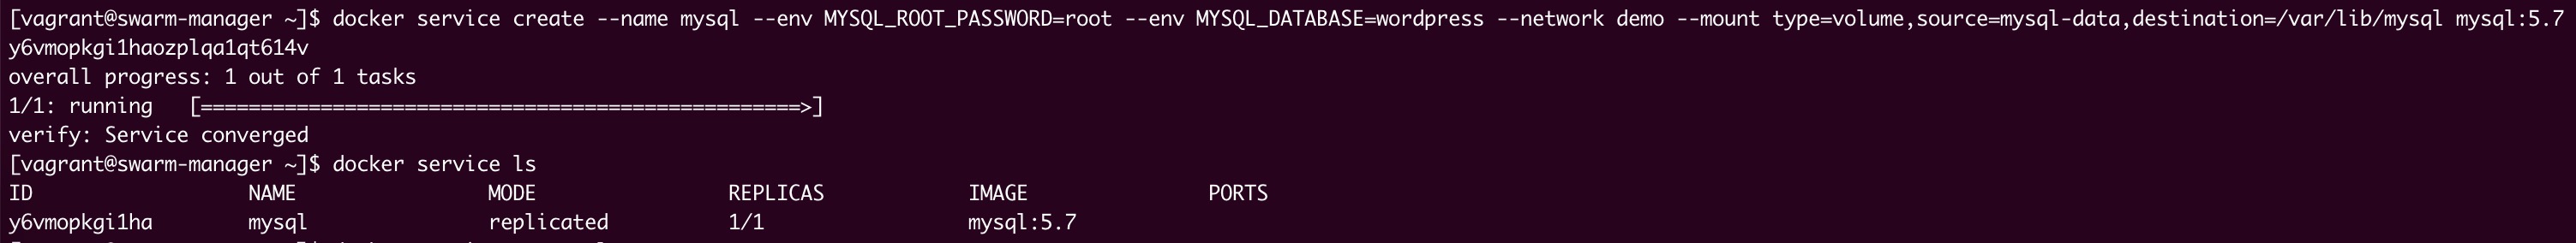 [vagrant@swarm-manager ~]$ docker service create --name mysql --env MYSQL_ROOT_PASSWORD=root --env MYSQL_DATABASE=wordpress --network demo --mount type=volume,source=mysql-data,destination=/var/lib/mysql mysql:5.7
y6vmopkgi1haozplqa1qt614v
overall progress: 1 out of 1 tasks
1/1: running   [==================================================>]
verify: Service converged
[vagrant@swarm-manager ~]$ docker service ls
ID                  NAME                MODE                REPLICAS            IMAGE               PORTS
y6vmopkgi1ha        mysql               replicated          1/1                 mysql:5.7